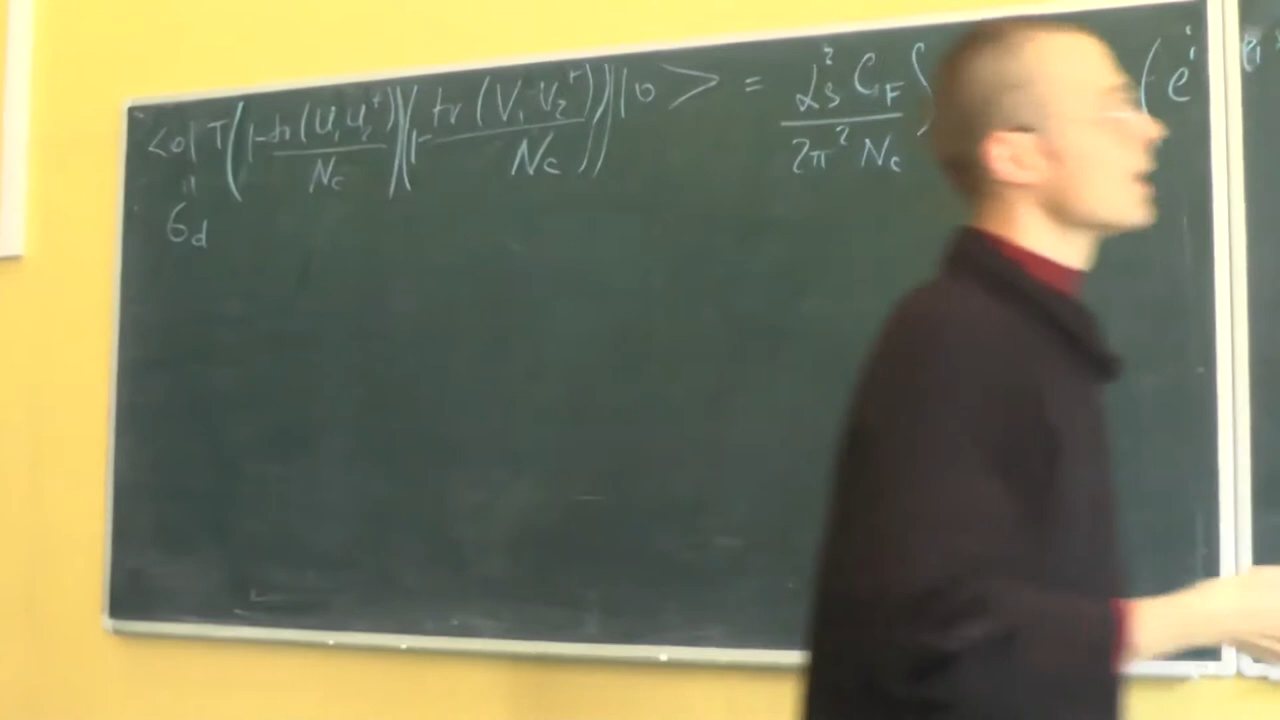 <0| T(1 - tr(U₁U₂⁺)/N_c)(1 - tr(V₁V₂⁺)/N_c)|0> = α_s² C_F / 2π² N_c ∫ (e^i
"
σ_d